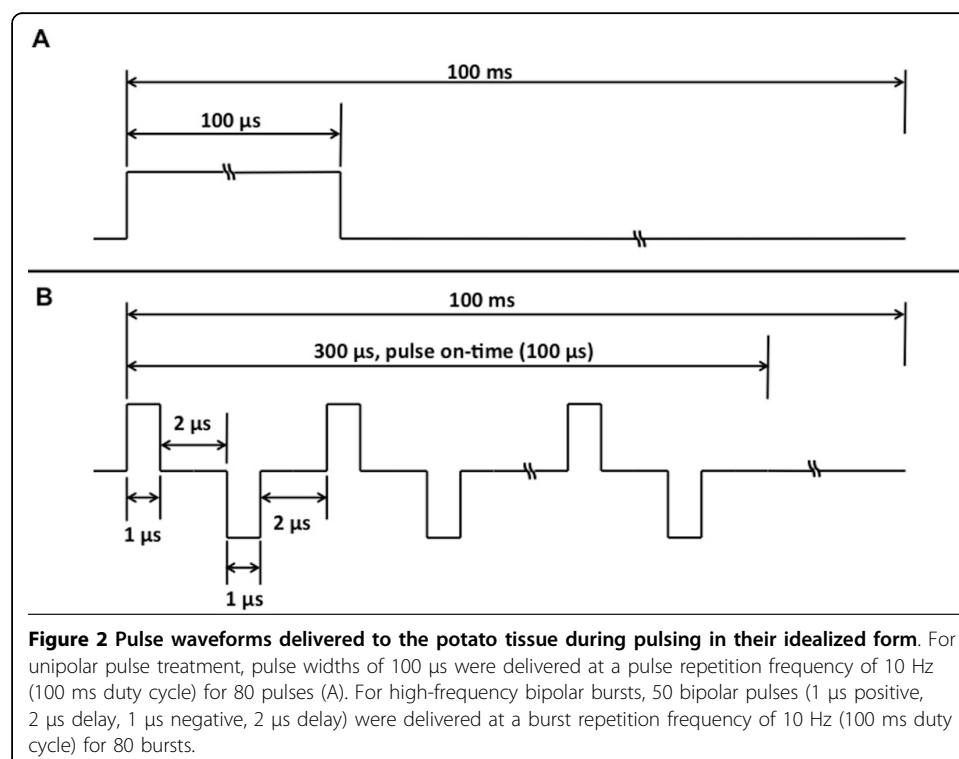 A
100 ms
100 µs
B
100 ms
300 µs, pulse on-time (100 µs)
2 µs
2 µs
1 µs
1 µs
Figure 2 Pulse waveforms delivered to the potato tissue during pulsing in their idealized form. For
unipolar pulse treatment, pulse widths of 100 µs were delivered at a pulse repetition frequency of 10 Hz
(100 ms duty cycle) for 80 pulses (A). For high-frequency bipolar bursts, 50 bipolar pulses (1 µs positive,
2 µs delay, 1 µs negative, 2 µs delay) were delivered at a burst repetition frequency of 10 Hz (100 ms duty
cycle) for 80 bursts.